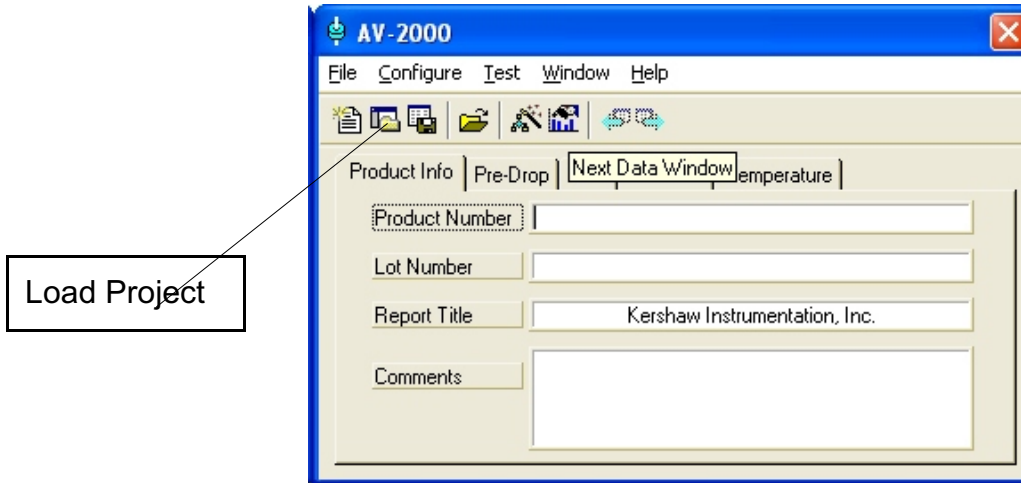 AV-2000
File Configure Test Window Help
Product Info Pre-Drop Next Data Window emperature
Product Number
Lot Number
Load Project
Report Title Kershaw Instrumentation, Inc.
Comments